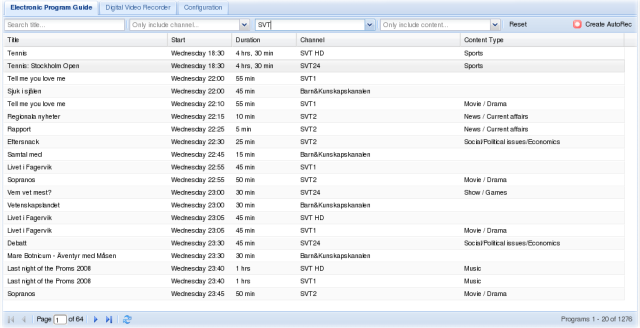 Electronic Program Guide Digital Video Recorder Configuration
Search title... Only include channel... SVT Only include content... Reset Create AutoRec
Title Start Duration Channel Content Type
Tennis Wednesday 18:30 4 hrs, 30 min SVT HD Sports
Tennis: Stockholm Open Wednesday 18:30 4 hrs, 30 min SVT24 Sports
Tell me you love me Wednesday 22:00 55 min SVT1
Sjuk i själen Wednesday 22:00 45 min Barn&Kunskapskanalen
Tell me you love me Wednesday 22:10 55 min SVT1 Movie / Drama
Regionala nyheter Wednesday 22:15 10 min SVT2 News / Current affairs
Rapport Wednesday 22:25 5 min SVT2 News / Current affairs
Eftersnack Wednesday 22:30 25 min SVT2 Social/Political issues/Economics
Samtal med Wednesday 22:45 15 min Barn&Kunskapskanalen
Livet i Fagervik Wednesday 22:55 45 min SVT1
Sopranos Wednesday 22:55 50 min SVT2 Movie / Drama
Vem vet mest? Wednesday 23:00 30 min SVT24 Show / Games
Vetenskapslandet Wednesday 23:00 30 min Barn&Kunskapskanalen
Livet i Fagervik Wednesday 23:05 45 min SVT HD
Livet i Fagervik Wednesday 23:05 45 min SVT1 Movie / Drama
Debatt Wednesday 23:30 45 min SVT24 Social/Political issues/Economics
Mare Botnicum - Äventyr med Måsen Wednesday 23:30 30 min Barn&Kunskapskanalen
Last night of the Proms 2008 Wednesday 23:40 1 hrs SVT HD Music
Last night of the Proms 2008 Wednesday 23:40 1 hrs SVT1 Music
Sopranos Wednesday 23:45 50 min SVT2 Movie / Drama
Page 1 of 64 Programs 1 - 20 of 1276